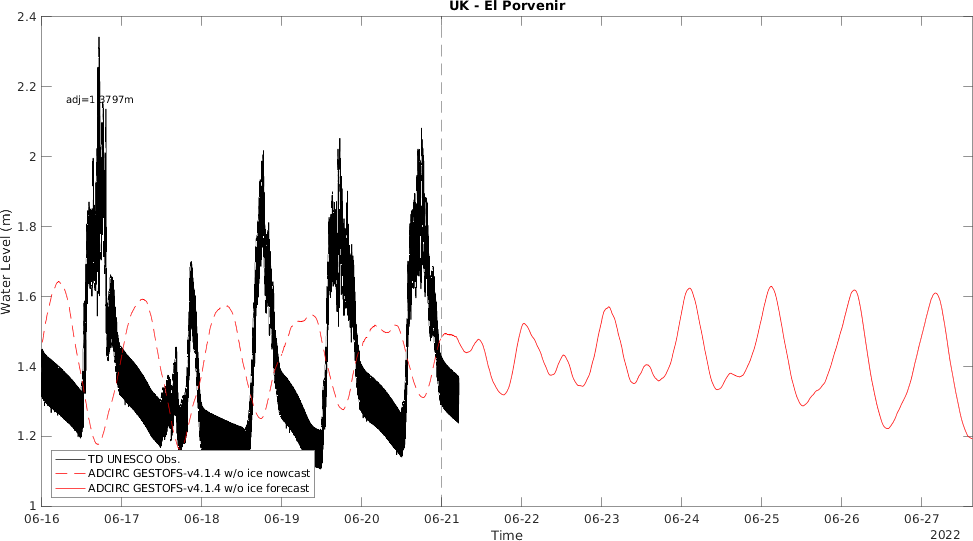 UK - El Porvenir
2.4
2.2
2
1.8
1.6
1.4
1.2
1
Water Level (m)
adj=1.3797m
TD UNESCO Obs.
ADCIRC GESTOFS-v4.1.4 w/o ice nowcast
ADCIRC GESTOFS-v4.1.4 w/o ice forecast
06-16 06-17 06-18 06-19 06-20 06-21 06-22 06-23 06-24 06-25 06-26 06-27
2022
Time